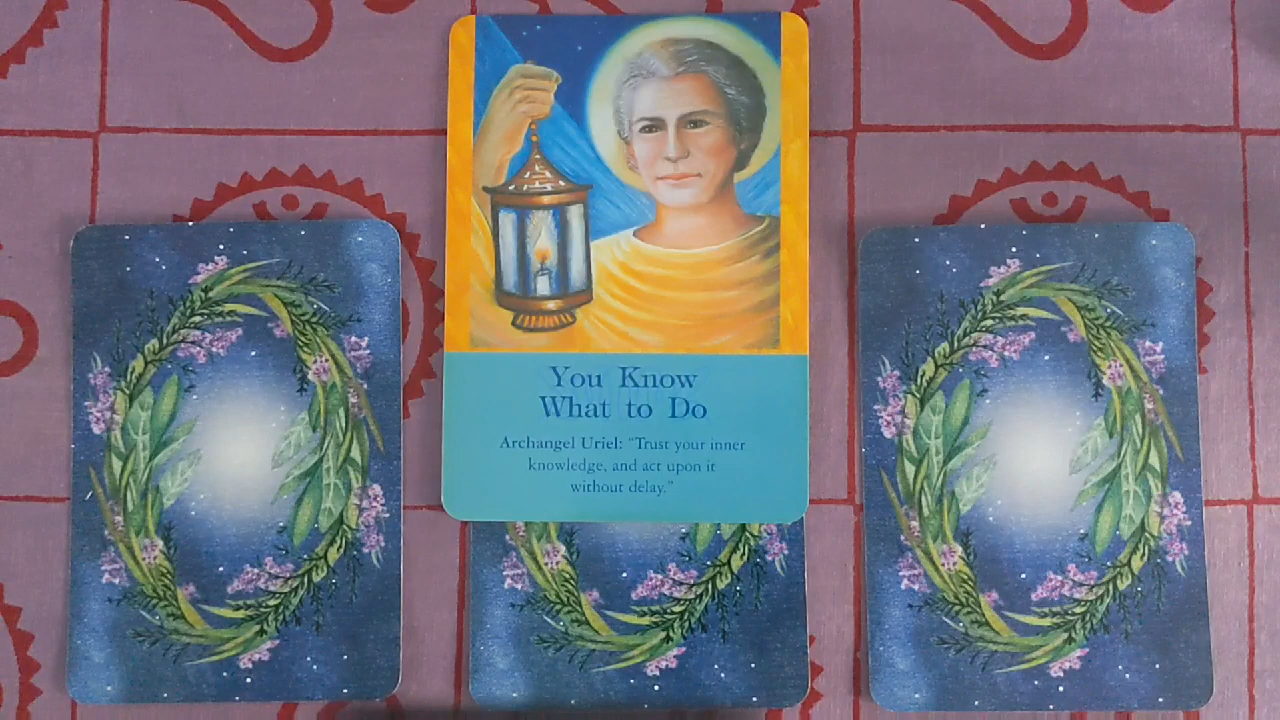 You Know
What to Do
Archangel Uriel: "Trust your inner
knowledge, and act upon it
without delay."